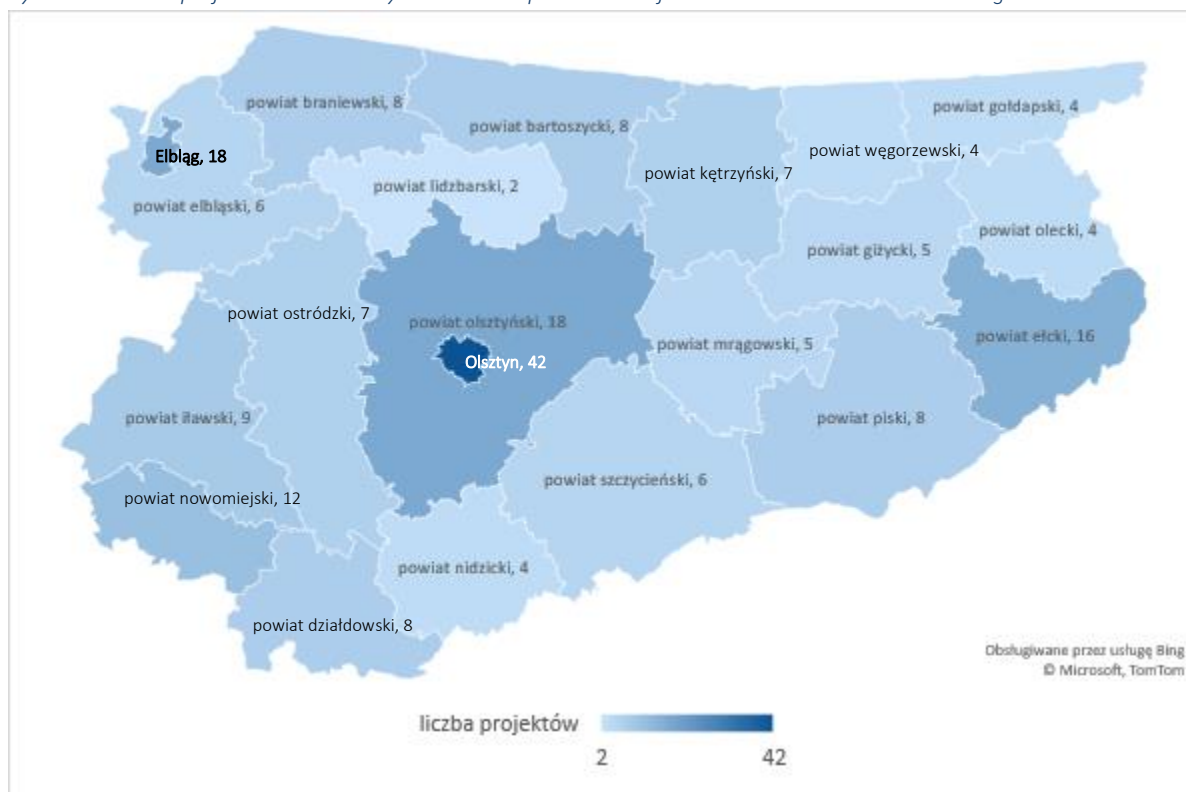 powiat braniewski, 8
powiat gołdapski, 4
powiat bartoszycki, 8
Elbląg, 18
powiat węgorzewski, 4
powiat kętrzyński, 7
powiat lidzbarski, 2
powiat elbląski, 6
powiat olecki, 4
powiat giżycki, 5
powiat ostródzki, 7
powiat olsztyński, 18
powiat ełcki, 16
powiat mrągowski, 5
Olsztyn, 42
powiat iławski, 9
powiat piski, 8
powiat szczycieński, 6
powiat nowomiejski, 12
powiat nidzicki, 4
powiat działdowski, 8
Obsługiwane przez usługę Bing
© Microsoft, TomTom
liczba projektów
2 42